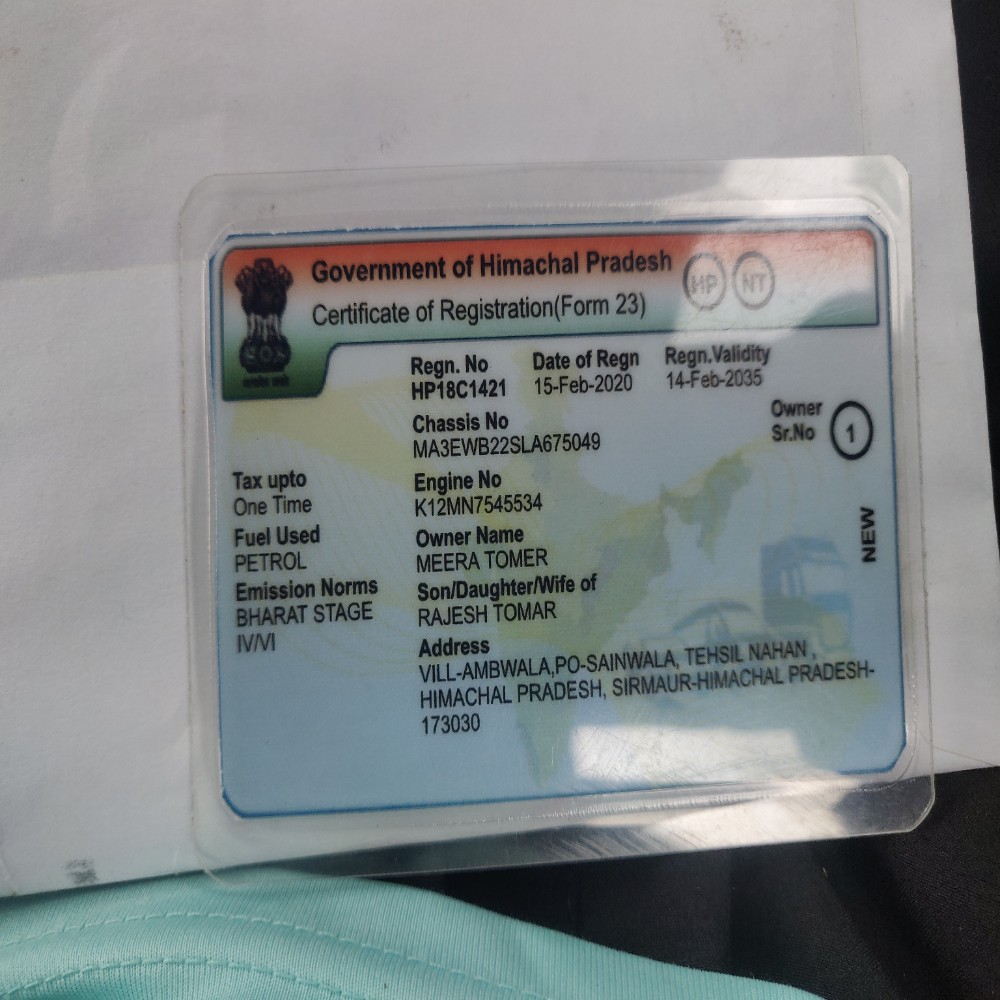 Government of Himachal Pradesh HP NT
Certificate of Registration(Form 23)
Regn. No Date of Regn Regn.Validity
HP18C1421 15-Feb-2020 14-Feb-2035
Chassis No
MA3EWB22SLA675049
Owner
Sr.No 1
Tax upto
One Time
Engine No
K12MN7545534
Fuel Used
PETROL
Owner Name
MEERA TOMER
Emission Norms
BHARAT STAGE
IV/VI
Son/Daughter/Wife of
RAJESH TOMAR
NEW
Address
VILL-AMBWALA,PO-SAINWALA, TEHSIL NAHAN ,
HIMACHAL PRADESH, SIRMAUR-HIMACHAL PRADESH-
173030